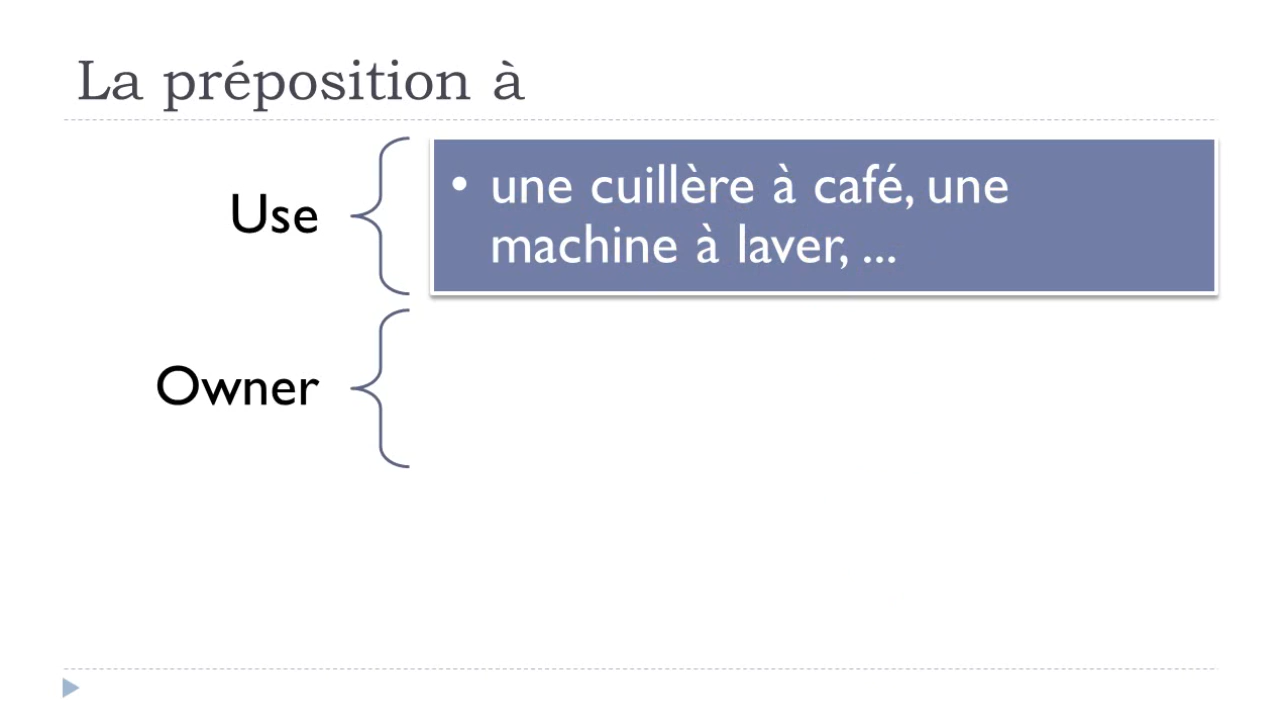 La préposition à
Use
• une cuillère à café, une
machine à laver, ...
Owner